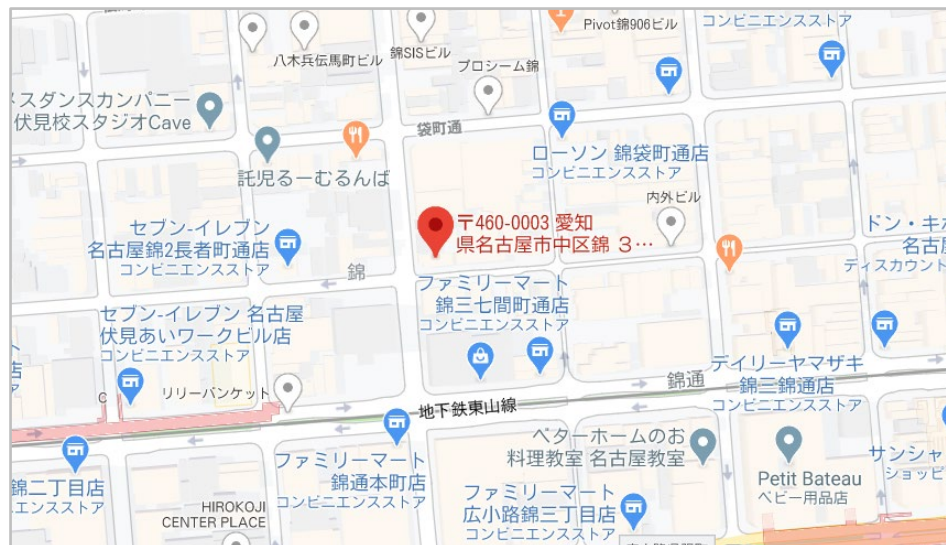 Pivot錦906ビル
コンビニエンスストア
八木兵伝馬町ビル
錦SISビル
プロシーム錦
スダンスカンパニー
伏見校スタジオCave
袋町通
託児るーむるんば
ローソン 錦袋町通店
コンビニエンスストア
内外ビル
〒460-0003 愛知
県名古屋市中区錦 3…
セブン-イレブン
名古屋錦2長者町通店
コンビニエンスストア
ドン・キホ
名古屋
ディスカウント
錦
ファミリーマート
錦三七間町通店
コンビニエンスストア
セブン-イレブン 名古屋
伏見あいワークビル店
コンビニエンスストア
ト
店
ア
リリーバンケット
C
錦通
デイリーヤマザキ
錦三錦通店
コンビニエンスストア
地下鉄東山線
ファミリーマート
錦通本町店
コンビニエンスストア
ベターホームのお
料理教室 名古屋教室
Petit Bateau
ベビー用品店
サンシャ
ショッピ
錦二丁目店
ニエンスストア
HIROKOJI
CENTER PLACE
ファミリーマート
広小路錦三丁目店
コンビニエンスストア